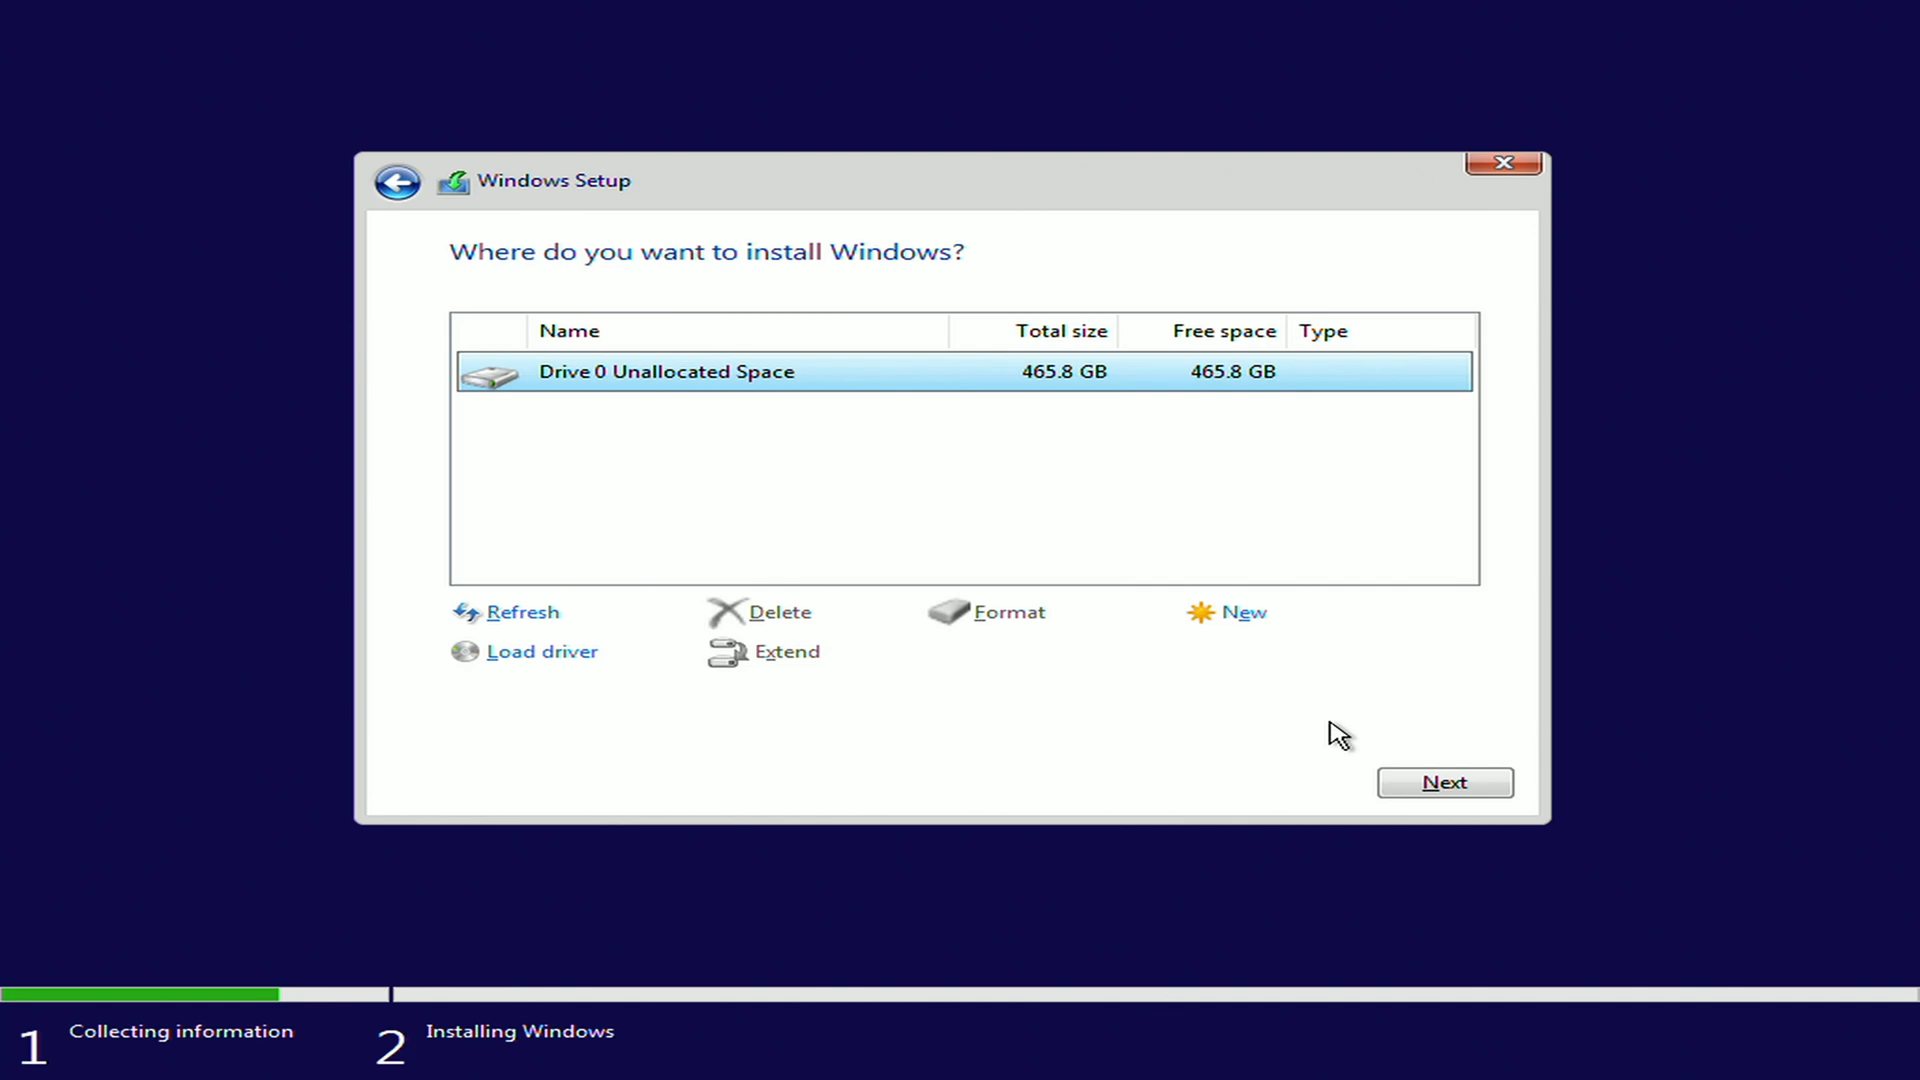 Windows Setup
Where do you want to install Windows?
Name Total size Free space Type
Drive 0 Unallocated Space 465.8 GB 465.8 GB
Refresh Delete Format New
Load driver Extend
Next
1 Collecting information 2 Installing Windows